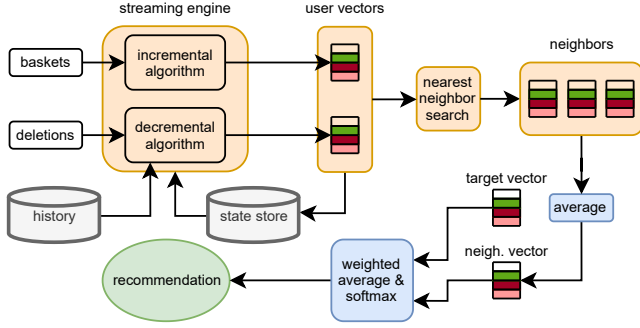 streaming engine
user vectors
neighbors
baskets
incremental
algorithm
nearest
neighbor
search
deletions
decremental
algorithm
target vector
average
history
state store
neigh. vector
recommendation
weighted
average &
softmax